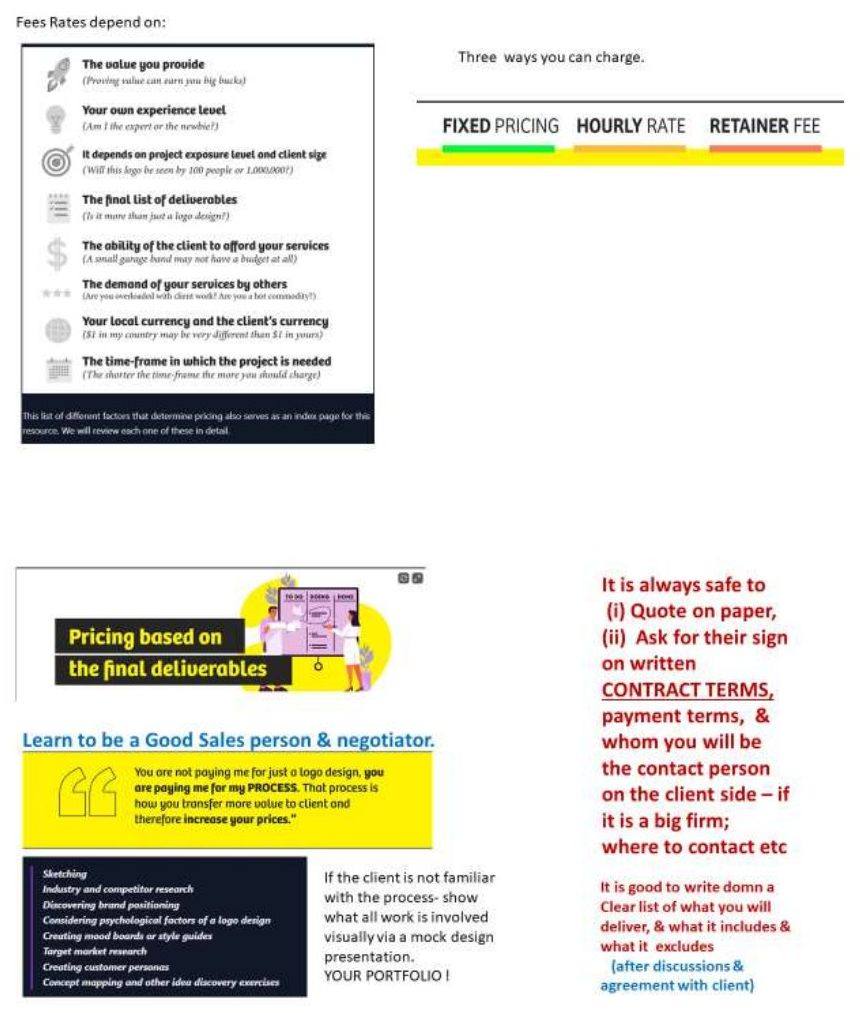 Fees Rates depend on:
The value you provide
(Proving value can earn you big bucks)
Your own experience level
(Am I the expert or the newbie?)
It depends on project exposure level and client size
(Will this logo be seen by 100 people or 1,000,000?)
The final list of deliverables
(Is it more than just a logo design?)
The ability of the client to afford your services
(A small garage band may not have a budget at all)
The demand of your services by others
(Are you overloaded with client work? Are you a hot commodity?)
Your local currency and the client's currency
($1 in my country may be very different than $1 in yours)
The time-frame in which the project is needed
(The shorter the time-frame the more you should charge)
This list of different factors that determine pricing also serves as an index page for this
resource. We will review each one of these in detail.
Three ways you can charge.
FIXED PRICING HOURLY RATE RETAINER FEE
Pricing based on
the final deliverables
TO DO DOING DONE
Learn to be a Good Sales person & negotiator.
You are not paying me for just a logo design, you
are paying me for my PROCESS. That process is
how you transfer more value to client and
therefore increase your prices."
Sketching
Industry and competitor research
Discovering brand positioning
Considering psychological factors of a logo design
Creating mood boards or style guides
Target market research
Creating customer personas
Concept mapping and other idea discovery exercises
If the client is not familiar
with the process- show
what all work is involved
visually via a mock design
presentation.
YOUR PORTFOLIO !
It is always safe to
(i) Quote on paper,
(ii) Ask for their sign
on written
CONTRACT TERMS,
payment terms, &
whom you will be
the contact person
on the client side – if
it is a big firm;
where to contact etc
It is good to write domn a
Clear list of what you will
deliver, & what it includes &
what it excludes
(after discussions &
agreement with client)